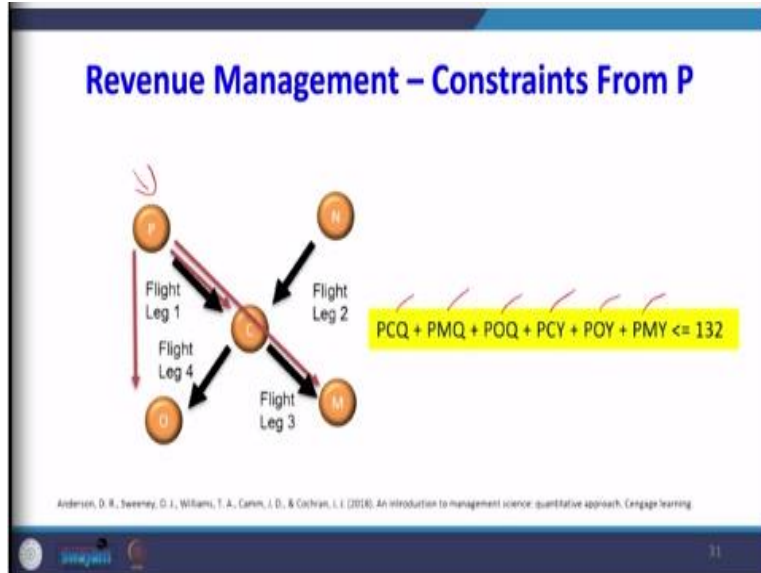 Revenue Management – Constraints From P
P
N
Flight
Leg 1
Flight
Leg 2
C
PCQ + PMQ + POQ + PCY + POY + PMY <= 132
Flight
Leg 4
Flight
Leg 3
O
M
Anderson, D. R., Sweeney, D. J., Williams, T. A., Camm, J. D., & Cochran, J. J. (2018). An introduction to management science: quantitative approach. Cengage learning.
swayam
31